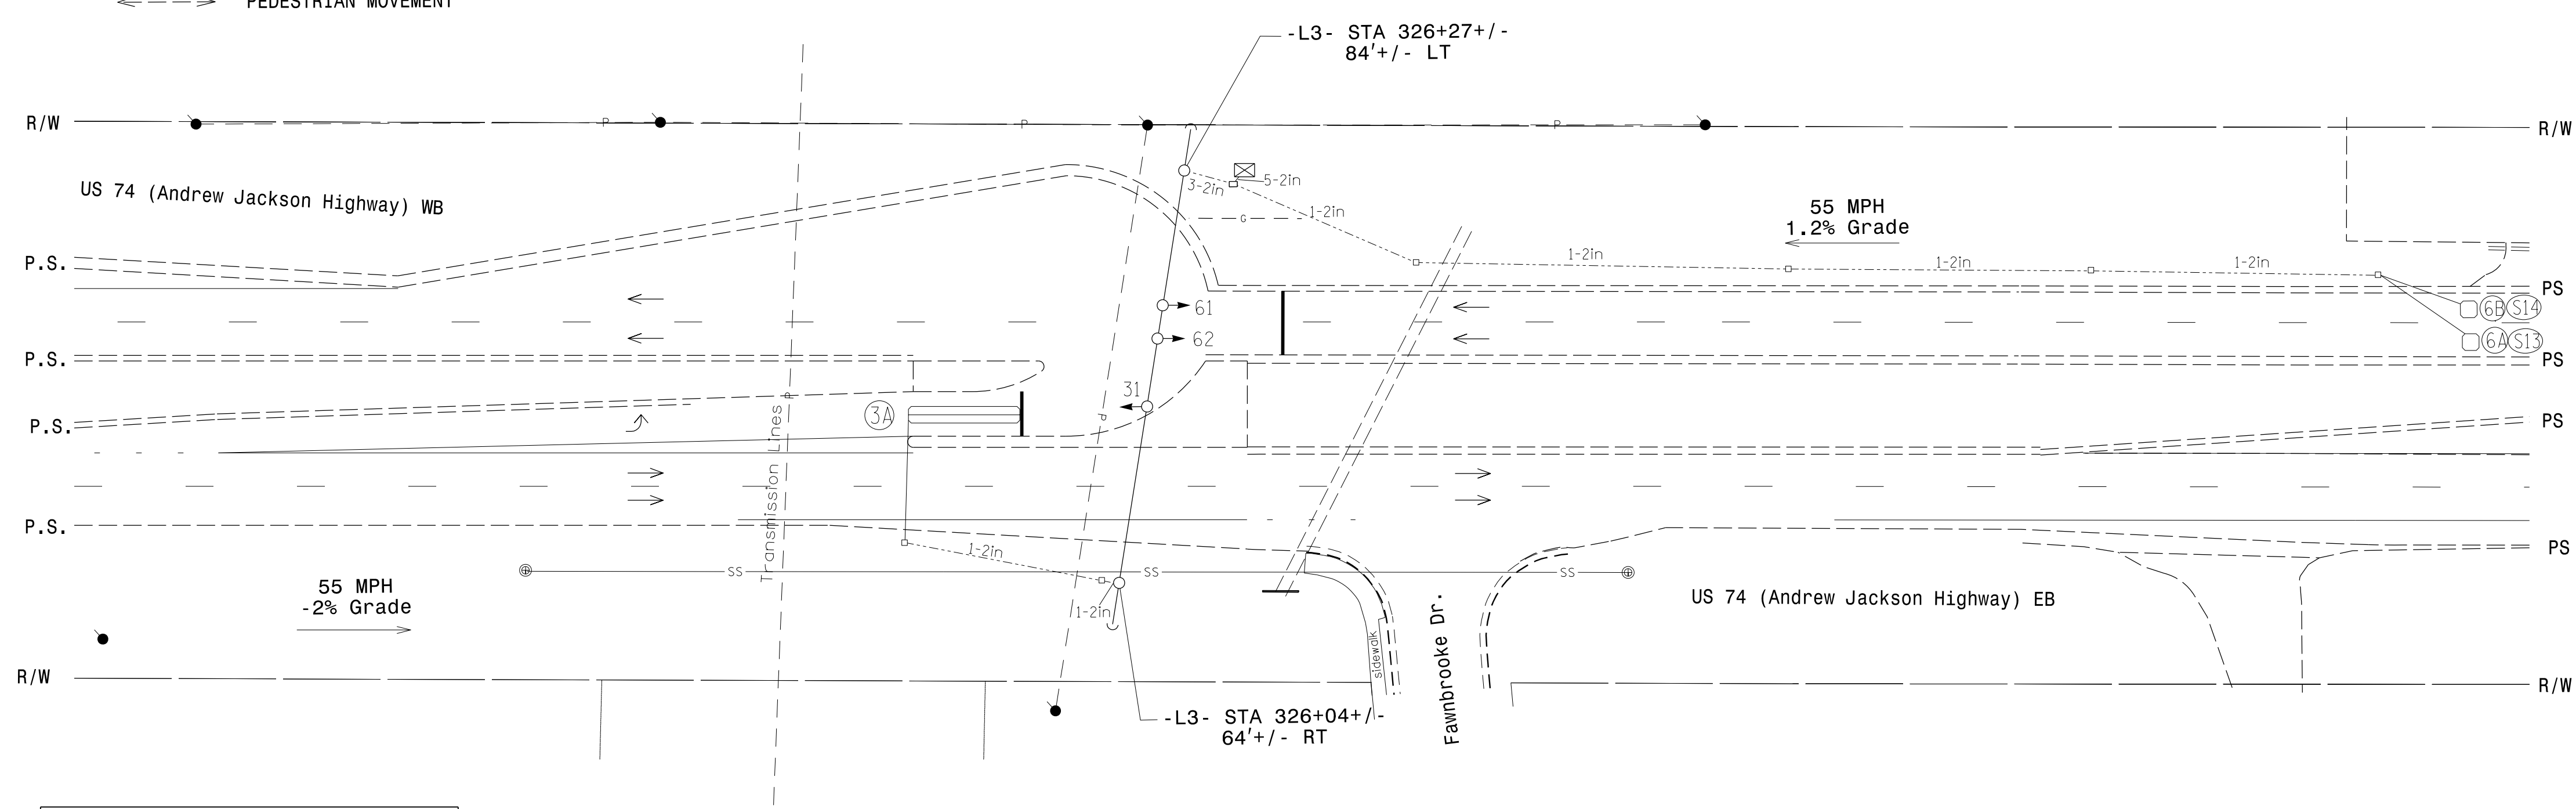 PEDESTRIAN MOVEMENT
-L3- STA 326+27+/-
84'+/- LT
R/W
P
P
P
R/W
US 74 (Andrew Jackson Highway) WB
3-2in
5-2in
1-2in
G
55 MPH
1.2% Grade
1-2in
1-2in
1-2in
P.S.
PS
61
6B S14
62
6A S13
P.S.
PS
31
P
3A
P
P.S.
PS
Transmission Lines
P.S.
1-2in
SS
SS
SS
PS
55 MPH
-2% Grade
1-2in
US 74 (Andrew Jackson Highway) EB
sidewalk
Fawnbrooke Dr.
R/W
R/W
-L3- STA 326+04+/-
64'+/- RT